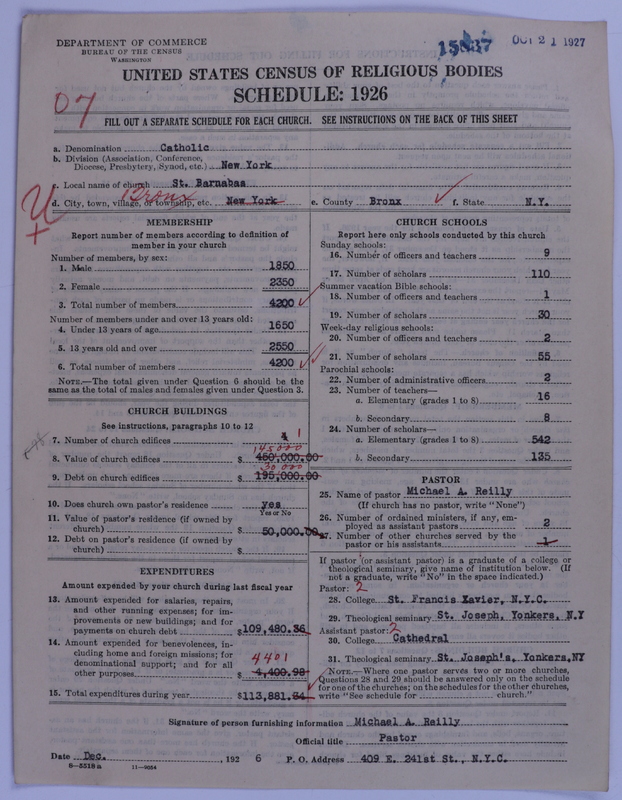 DEPARTMENT OF COMMERCE
BUREAU OF THE CENSUS
WASHINGTON
15837
OCT 21 1927
UNITED STATES CENSUS OF RELIGIOUS BODIES
SCHEDULE: 1926
07
FILL OUT A SEPARATE SCHEDULE FOR EACH CHURCH. SEE INSTRUCTIONS ON THE BACK OF THIS SHEET
a. Denomination Catholic
b. Division (Association, Conference,
Diocese, Presbytery, Synod, etc.) New York
c. Local name of church St. Barnabas
Bronx
d. City, town, village, or township, etc. New York e. County Bronx f. State N.Y.
MEMBERSHIP
Report number of members according to definition of
member in your church
Number of members, by sex:
1. Male 1850
2. Female 2350
3. Total number of members 4200
Number of members under and over 13 years old:
4. Under 13 years of age 1650
5. 13 years old and over 2550
6. Total number of members 4200
NOTE.—The total given under Question 6 should be the
same as the total of males and females given under Question 3.
CHURCH BUILDINGS
See instructions, paragraphs 10 to 12
7. Number of church edifices 1
145000
8. Value of church edifices $ 450,000.00
30 000
9. Debt on church edifices $ 195,000.00
10. Does church own pastor's residence yes
Yes or No
11. Value of pastor's residence (if owned by
church) $ 50,000.00
12. Debt on pastor's residence (if owned by
church) $
EXPENDITURES
Amount expended by your church during last fiscal year
13. Amount expended for salaries, repairs,
and other running expenses; for im-
provements or new buildings; and for
payments on church debt $109,480.36
14. Amount expended for benevolences, in-
cluding home and foreign missions; for
denominational support; and for all
4401
other purposes $ 4,400.98
15. Total expenditures during year $113,881.34
CHURCH SCHOOLS
Report here only schools conducted by this church
Sunday schools:
16. Number of officers and teachers 9
17. Number of scholars 110
Summer vacation Bible schools:
18. Number of officers and teachers 1
19. Number of scholars 30
Week-day religious schools:
20. Number of officers and teachers 2
21. Number of scholars 55
Parochial schools:
22. Number of administrative officers 2
23. Number of teachers—
a. Elementary (grades 1 to 8) 16
b. Secondary 8
24. Number of scholars—
a. Elementary (grades 1 to 8) 542
b. Secondary 135
PASTOR
25. Name of pastor Michael A. Reilly
(If church has no pastor, write "None")
26. Number of ordained ministers, if any, em-
ployed as assistant pastors 2
27. Number of other churches served by the
pastor or his assistants 1
If pastor (or assistant pastor) is a graduate of a college or
theological seminary, give name of institution below. (If
not a graduate, write "No" in the space indicated.)
Pastor: 2
28. College St. Francis Xavier, N.Y.C.
29. Theological seminary St. Joseph, Yonkers, N.Y
Assistant pastor: 2
30. College Cathedral
31. Theological seminary St. Joseph's, Yonkers,NY
NOTE.—Where one pastor serves two or more churches,
Questions 28 and 29 should be answered only on the schedule
for one of the churches; on the schedules for the other churches,
write "See schedule for church."
Signature of person furnishing information Michael A. Reilly
Official title Pastor
Date Dec. , 192 6 P. O. Address 409 E. 241st St., N.Y.C.
8—5518 a 11—9054